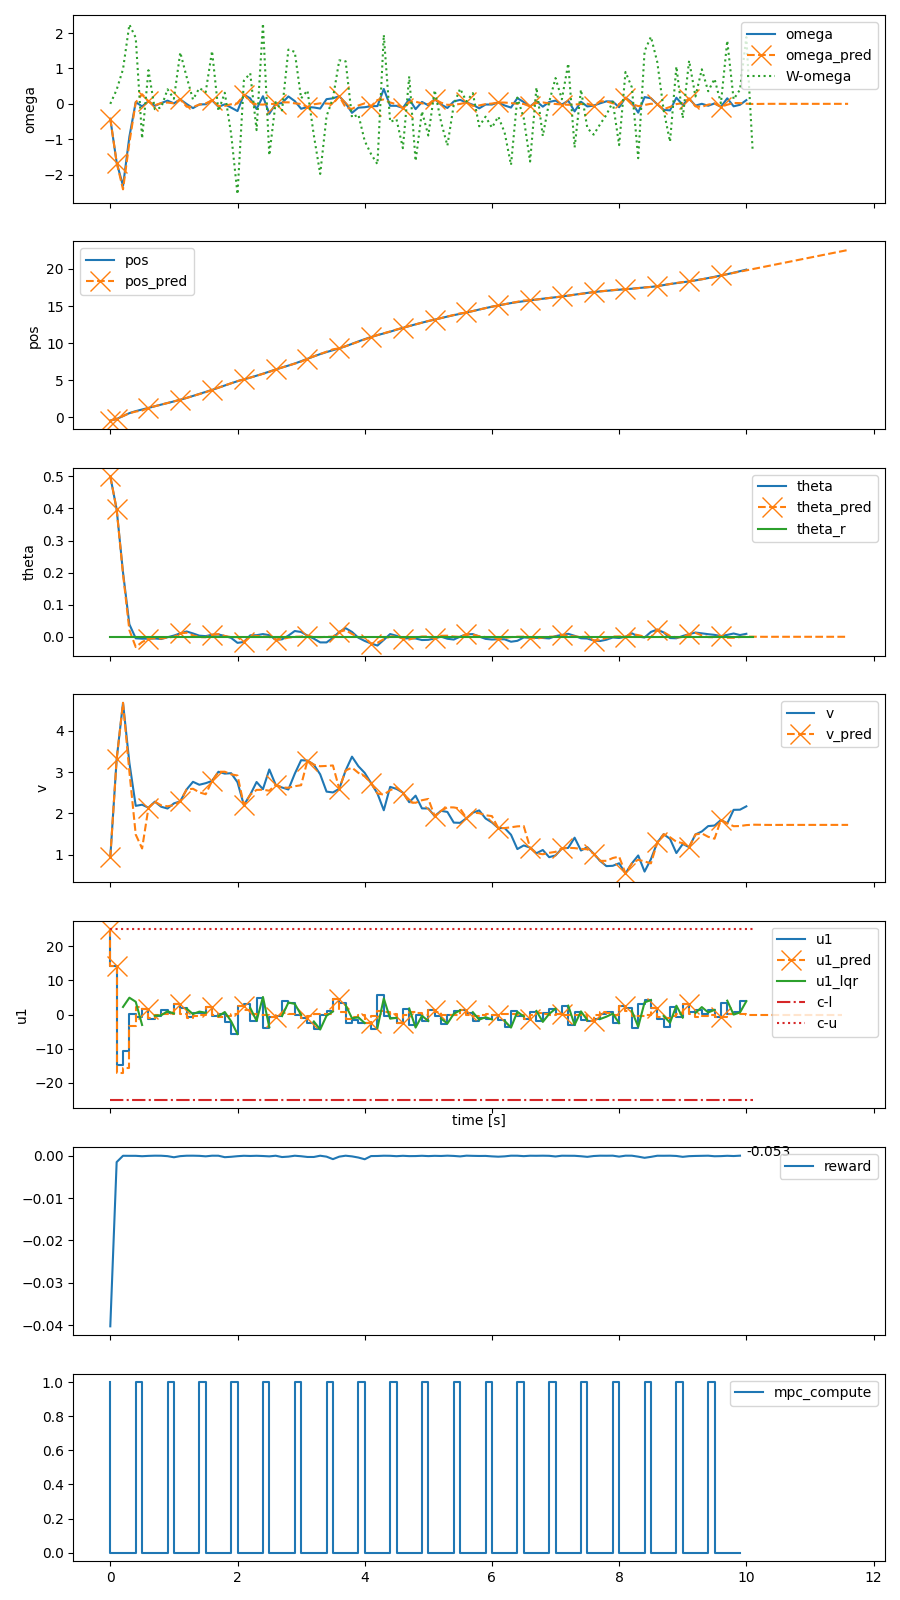 2
1
0
−1
−2
omega
omega
omega_pred
W-omega
20
15
10
5
0
pos
pos
pos_pred
0.5
0.4
0.3
0.2
0.1
0.0
theta
theta
theta_pred
theta_r
4
3
2
1
v
v
v_pred
20
10
0
−10
−20
u1
u1
u1_pred
u1_lqr
c-l
c-u
time [s]
0.00
−0.01
−0.02
−0.03
−0.04
-0.053
reward
1.0
0.8
0.6
0.4
0.2
0.0
mpc_compute
0 2 4 6 8 10 12